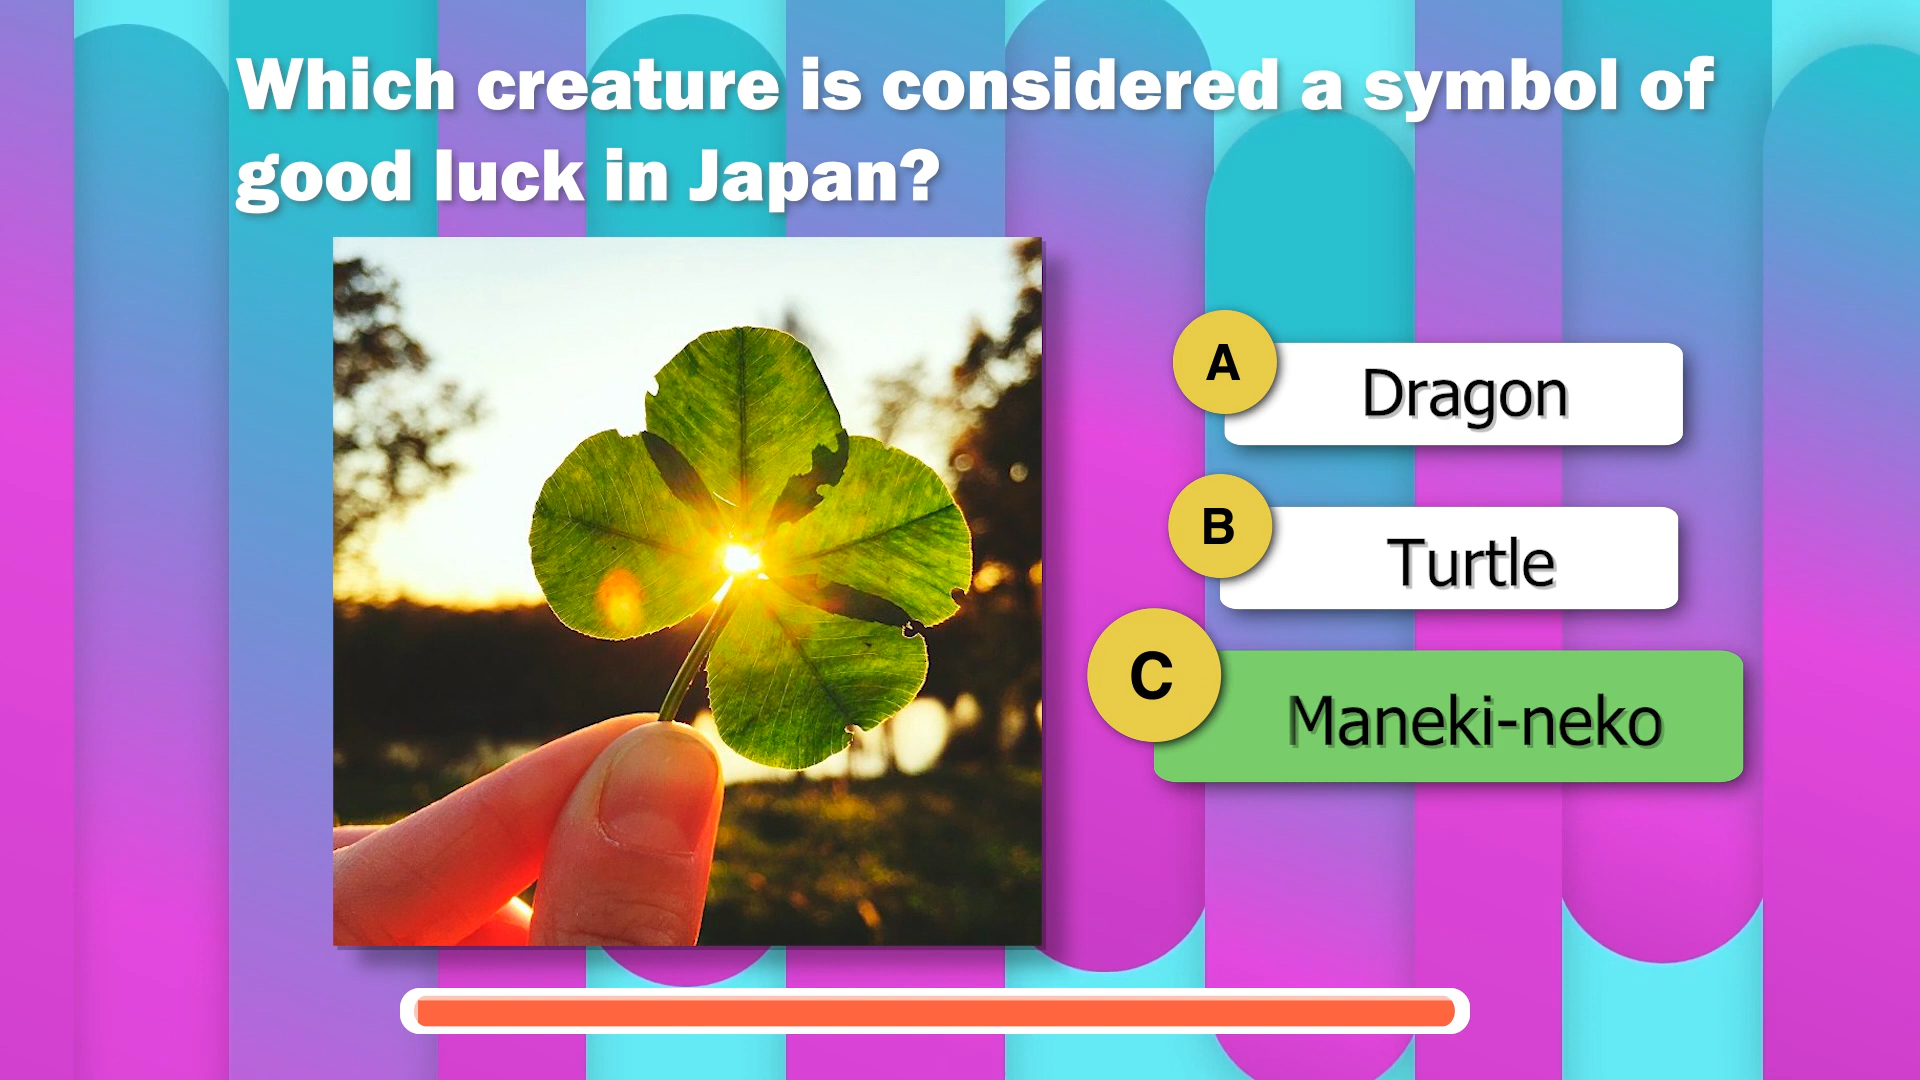 Which creature is considered a symbol of
good luck in Japan?
A
Dragon
B
Turtle
C
Maneki-neko